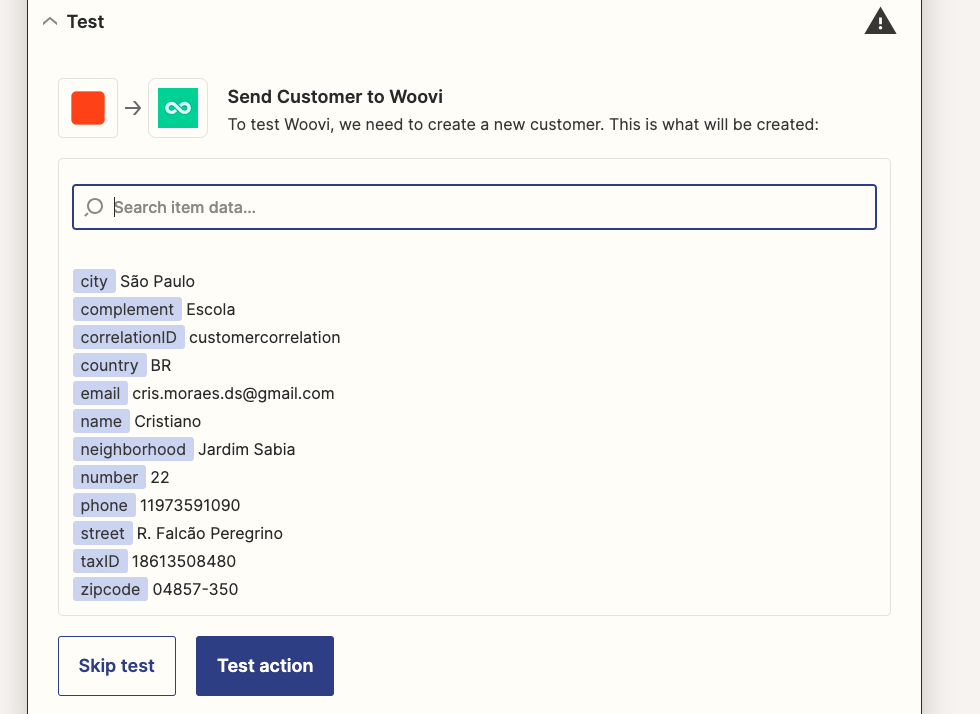 Test
Send Customer to Woovi
To test Woovi, we need to create a new customer. This is what will be created:
Search item data...
city São Paulo
complement Escola
correlationID customercorrelation
country BR
email cris.moraes.ds@gmail.com
name Cristiano
neighborhood Jardim Sabia
number 22
phone 11973591090
street R. Falcão Peregrino
taxID 18613508480
zipcode 04857-350
Skip test
Test action